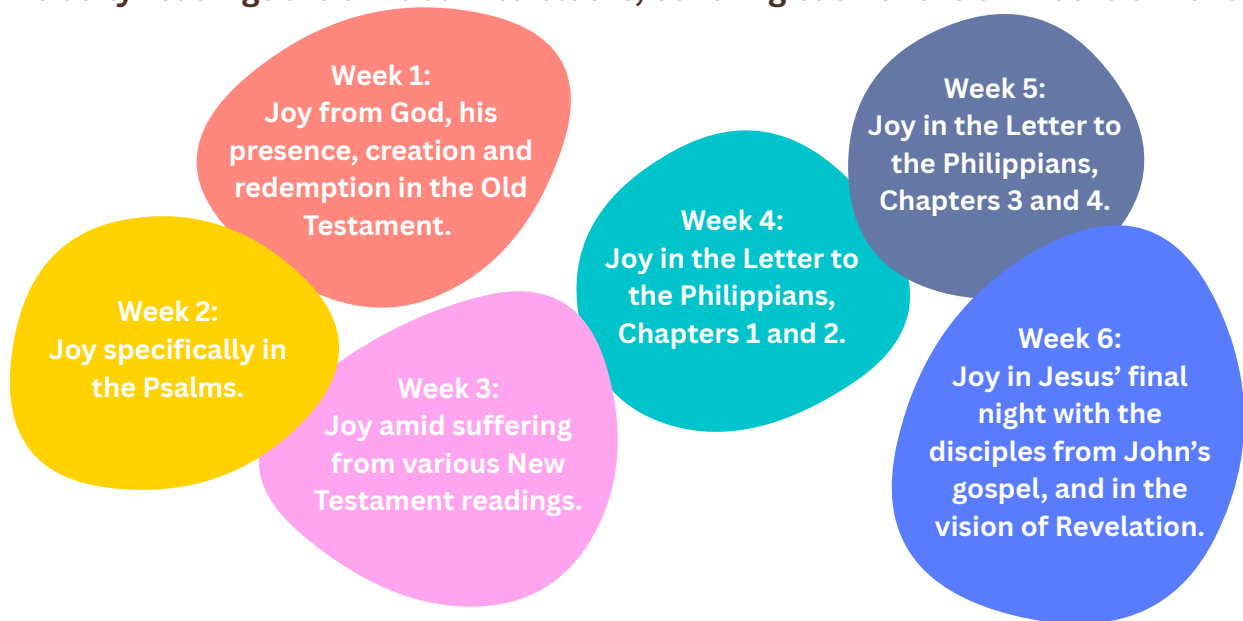 Week 1:
Joy from God, his
presence, creation and
redemption in the Old
Testament.
Week 2:
Joy specifically in
the Psalms.
Week 3:
Joy amid suffering
from various New
Testament readings.
Week 4:
Joy in the Letter to
the Philippians,
Chapters 1 and 2.
Week 5:
Joy in the Letter to
the Philippians,
Chapters 3 and 4.
Week 6:
Joy in Jesus’ final
night with the
disciples from John’s
gospel, and in the
vision of Revelation.